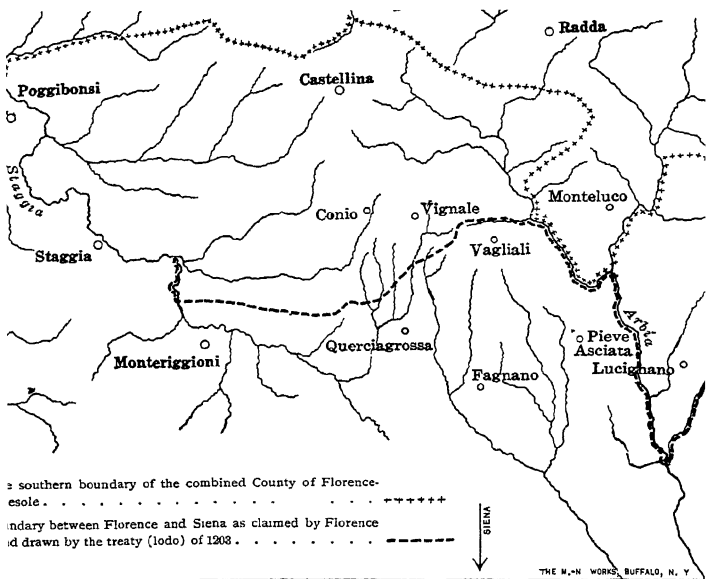 Radda
Poggibonsi
Castellina
Staggia
Conio
Vignale
Monteluco
Staggia
Vagliali
Arbia
Monteriggioni
Querciagrossa
Pieve
Asciata
Lucignano
Fagnano
e southern boundary of the combined County of Florence-
esole . . . . . . . . . . . . . . . . +++++++
undary between Florence and Siena as claimed by Florence
d drawn by the treaty (lodo) of 1203 . . . . . . . .
SIENA
THE M.-N WORKS, BUFFALO, N. Y